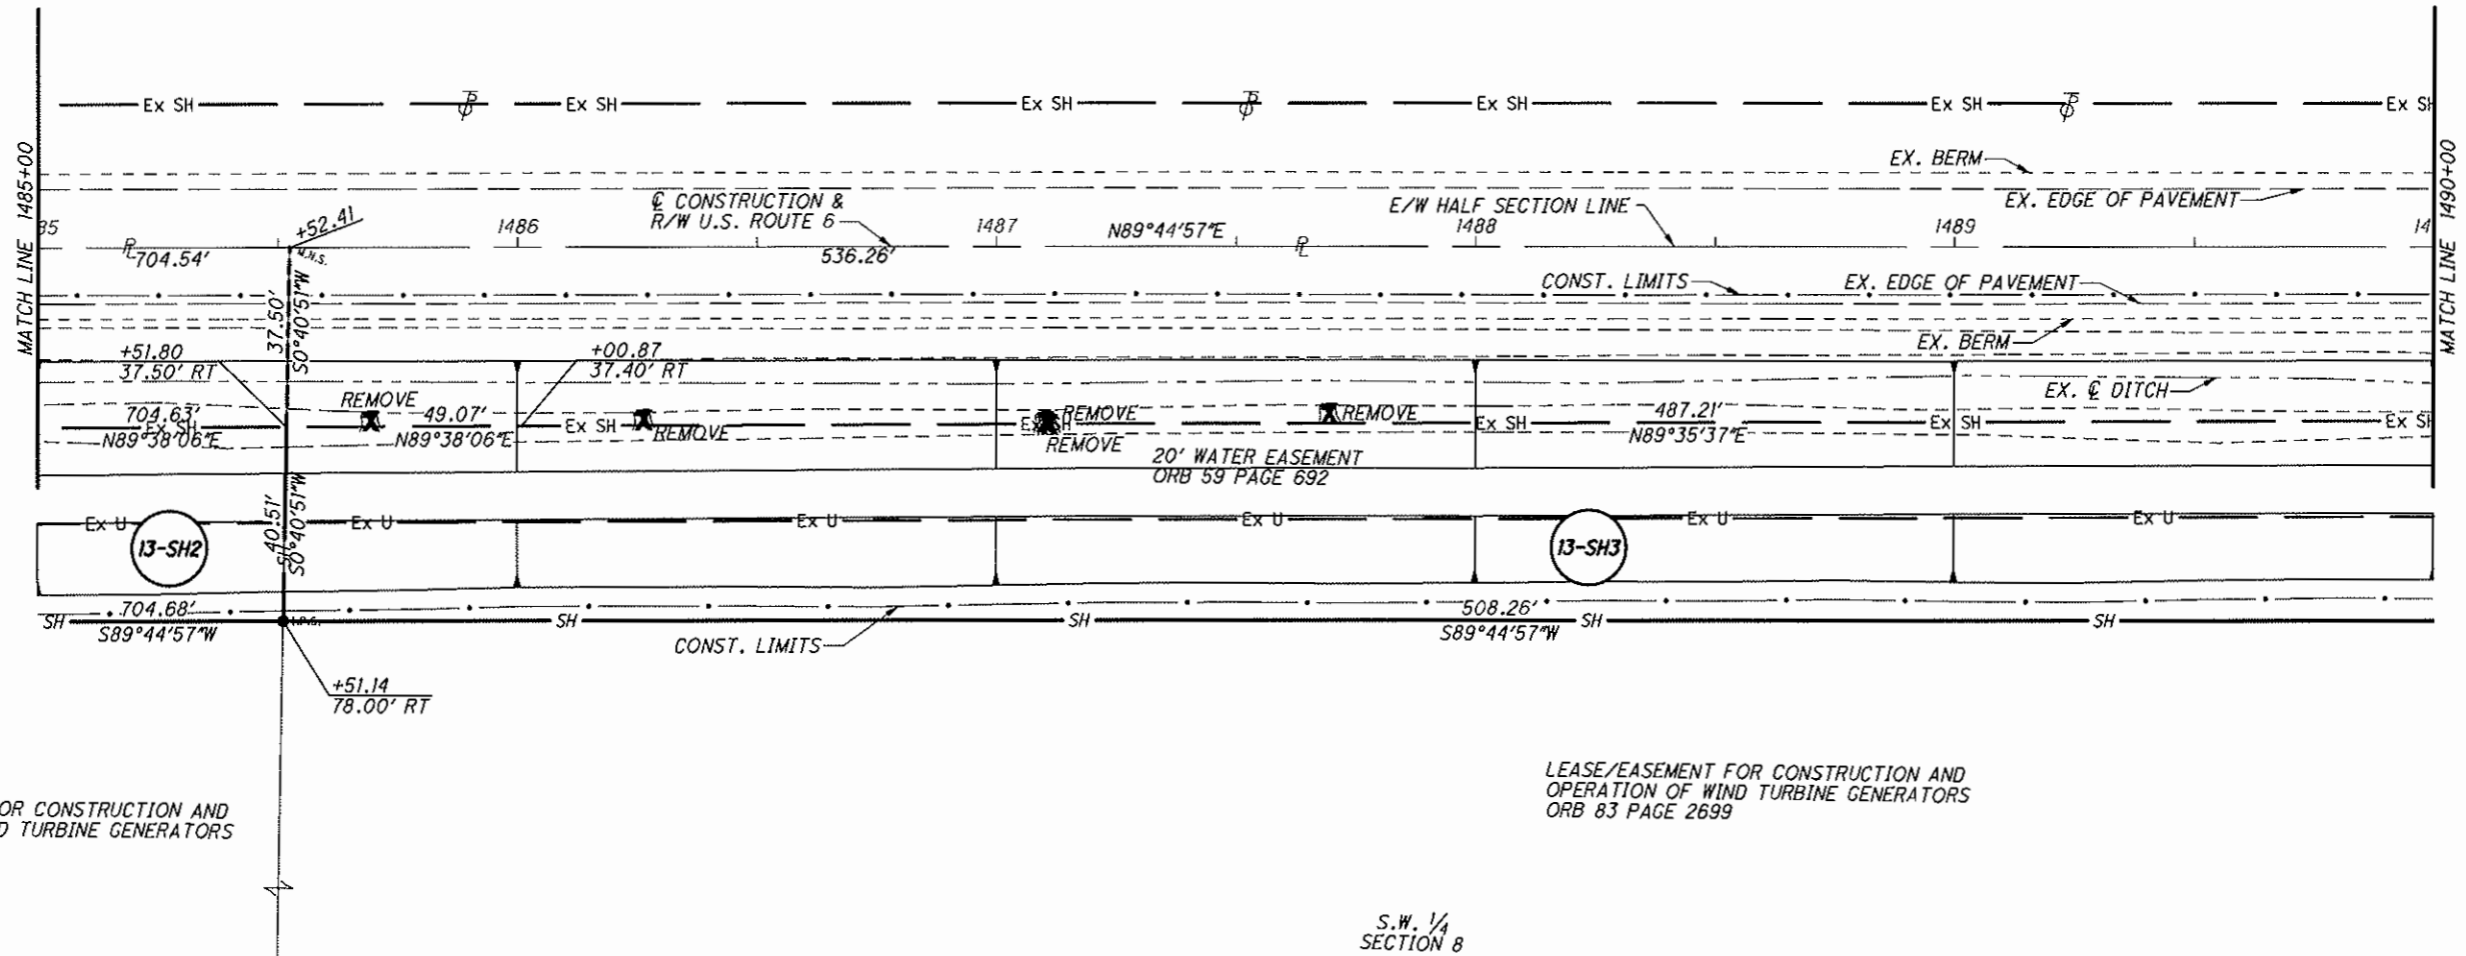 MATCH LINE 1485+00
Ex SH
Ex SH
Ex SH
Ex SH
Ex SH
Ex SH
EX. BERM
EX. EDGE OF PAVEMENT
℄ CONSTRUCTION &
R/W U.S. ROUTE 6
E/W HALF SECTION LINE
85
+52.41
1486
1487
N89°44'57"E
1488
1489
14
704.54'
M.N.S.
536.26'
MATCH LINE 1490+00
37.50'
S0°40'51"W
CONST. LIMITS
EX. EDGE OF PAVEMENT
EX. BERM
+51.80
37.50' RT
+00.87
37.40' RT
EX. ℄ DITCH
REMOVE
REMOVE
REMOVE
REMOVE
REMOVE
704.63'
Ex SH
N89°38'06"E
49.07'
N89°38'06"E
Ex SH
Ex SH
Ex SH
487.21'
N89°35'37"E
Ex SH
Ex SH
20' WATER EASEMENT
ORB 59 PAGE 692
40.51'
SH
S0°40'51"W
Ex U
Ex U
Ex U
Ex U
Ex U
Ex U
13-SH2
13-SH3
704.68'
SH
S89°44'57"W
SH
SH
508.26'
S89°44'57"W
SH
SH
CONST. LIMITS
+51.14
78.00' RT
LEASE/EASEMENT FOR CONSTRUCTION AND
OPERATION OF WIND TURBINE GENERATORS
ORB 83 PAGE 2699
OR CONSTRUCTION AND
D TURBINE GENERATORS
S.W. 1/4
SECTION 8